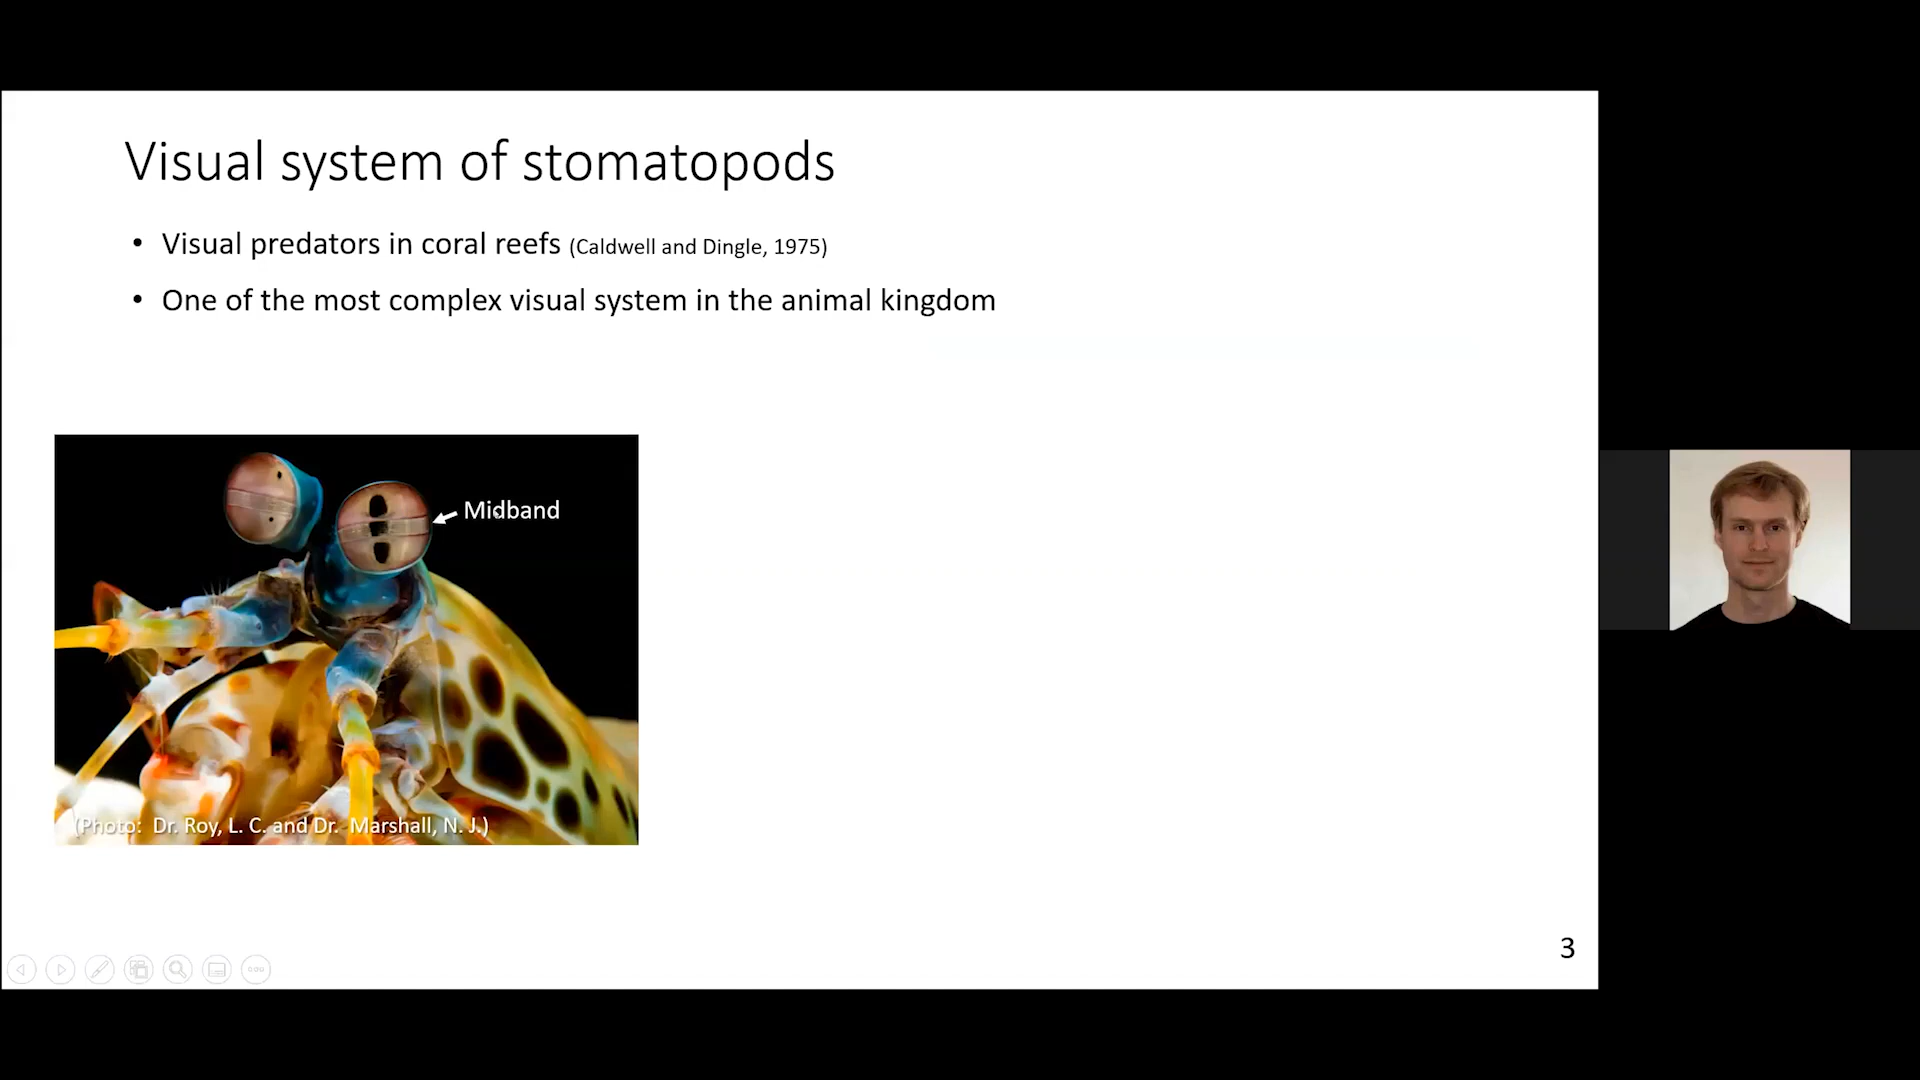 Visual system of stomatopods
• Visual predators in coral reefs (Caldwell and Dingle, 1975)
• One of the most complex visual system in the animal kingdom
Midband
(Photo: Dr. Roy, L. C. and Dr. Marshall, N. J.)
3